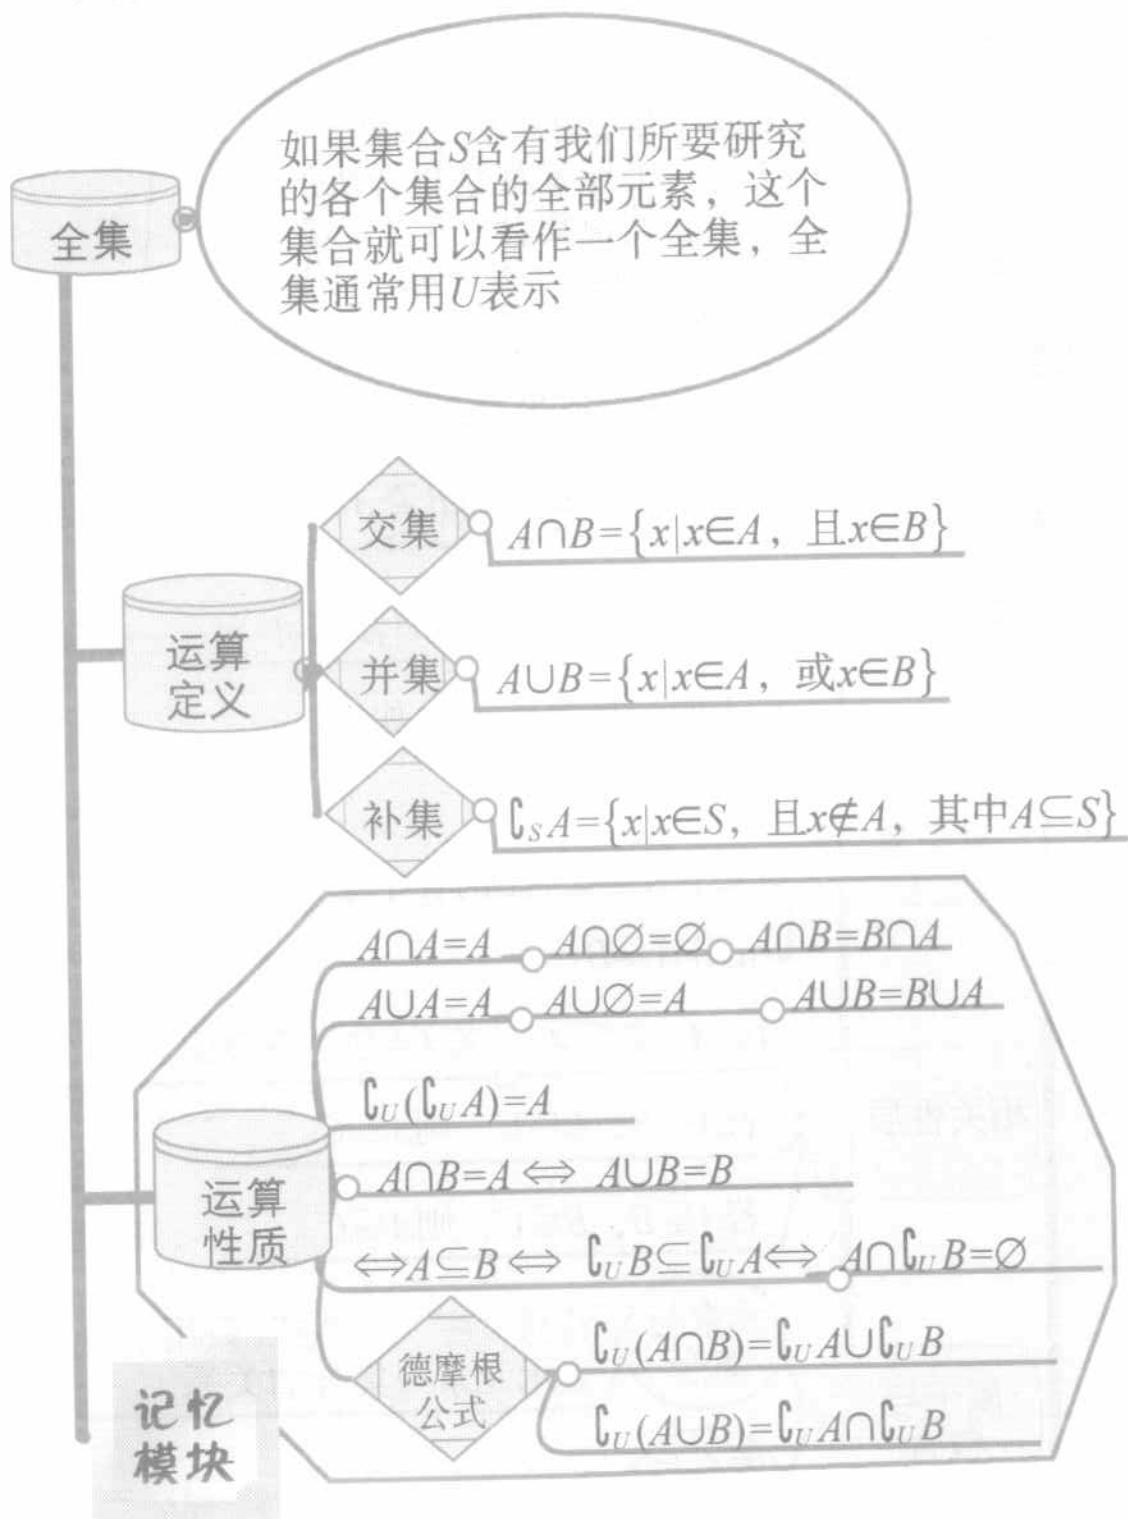 全集
如果集合S含有我们所要研究
的各个集合的全部元素，这个
集合就可以看作一个全集，全
集通常用U表示
运算
定义
交集
A∩B={x|x∈A，且x∈B}
并集
A∪B={x|x∈A，或x∈B}
补集
∁SA={x|x∈S，且x∉A，其中A⊆S}
运算
性质
A∩A=A A∩∅=∅ A∩B=B∩A
A∪A=A A∪∅=A A∪B=B∪A
∁U(∁UA)=A
A∩B=A⇔ A∪B=B
⇔A⊆B⇔ ∁UB⊆∁UA⇔ A∩∁UB=∅
德摩根
公式
∁U(A∩B)=∁UA∪∁UB
∁U(A∪B)=∁UA∩∁UB
记忆
模块